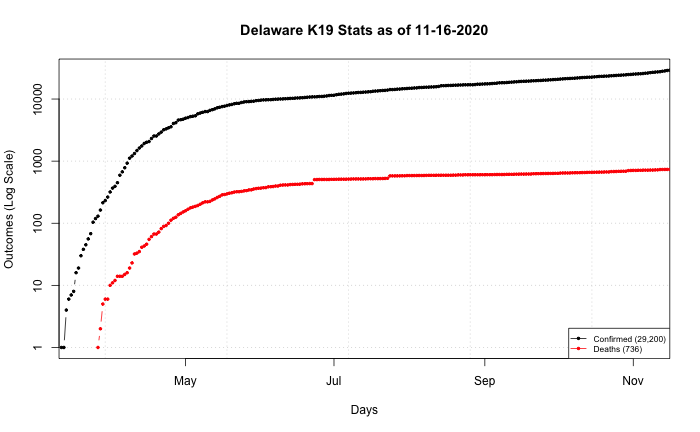 Delaware K19 Stats as of 11-16-2020
Outcomes (Log Scale)
10000
1000
100
10
1
May
Jul
Sep
Nov
Days
Confirmed (29,200)
Deaths (736)